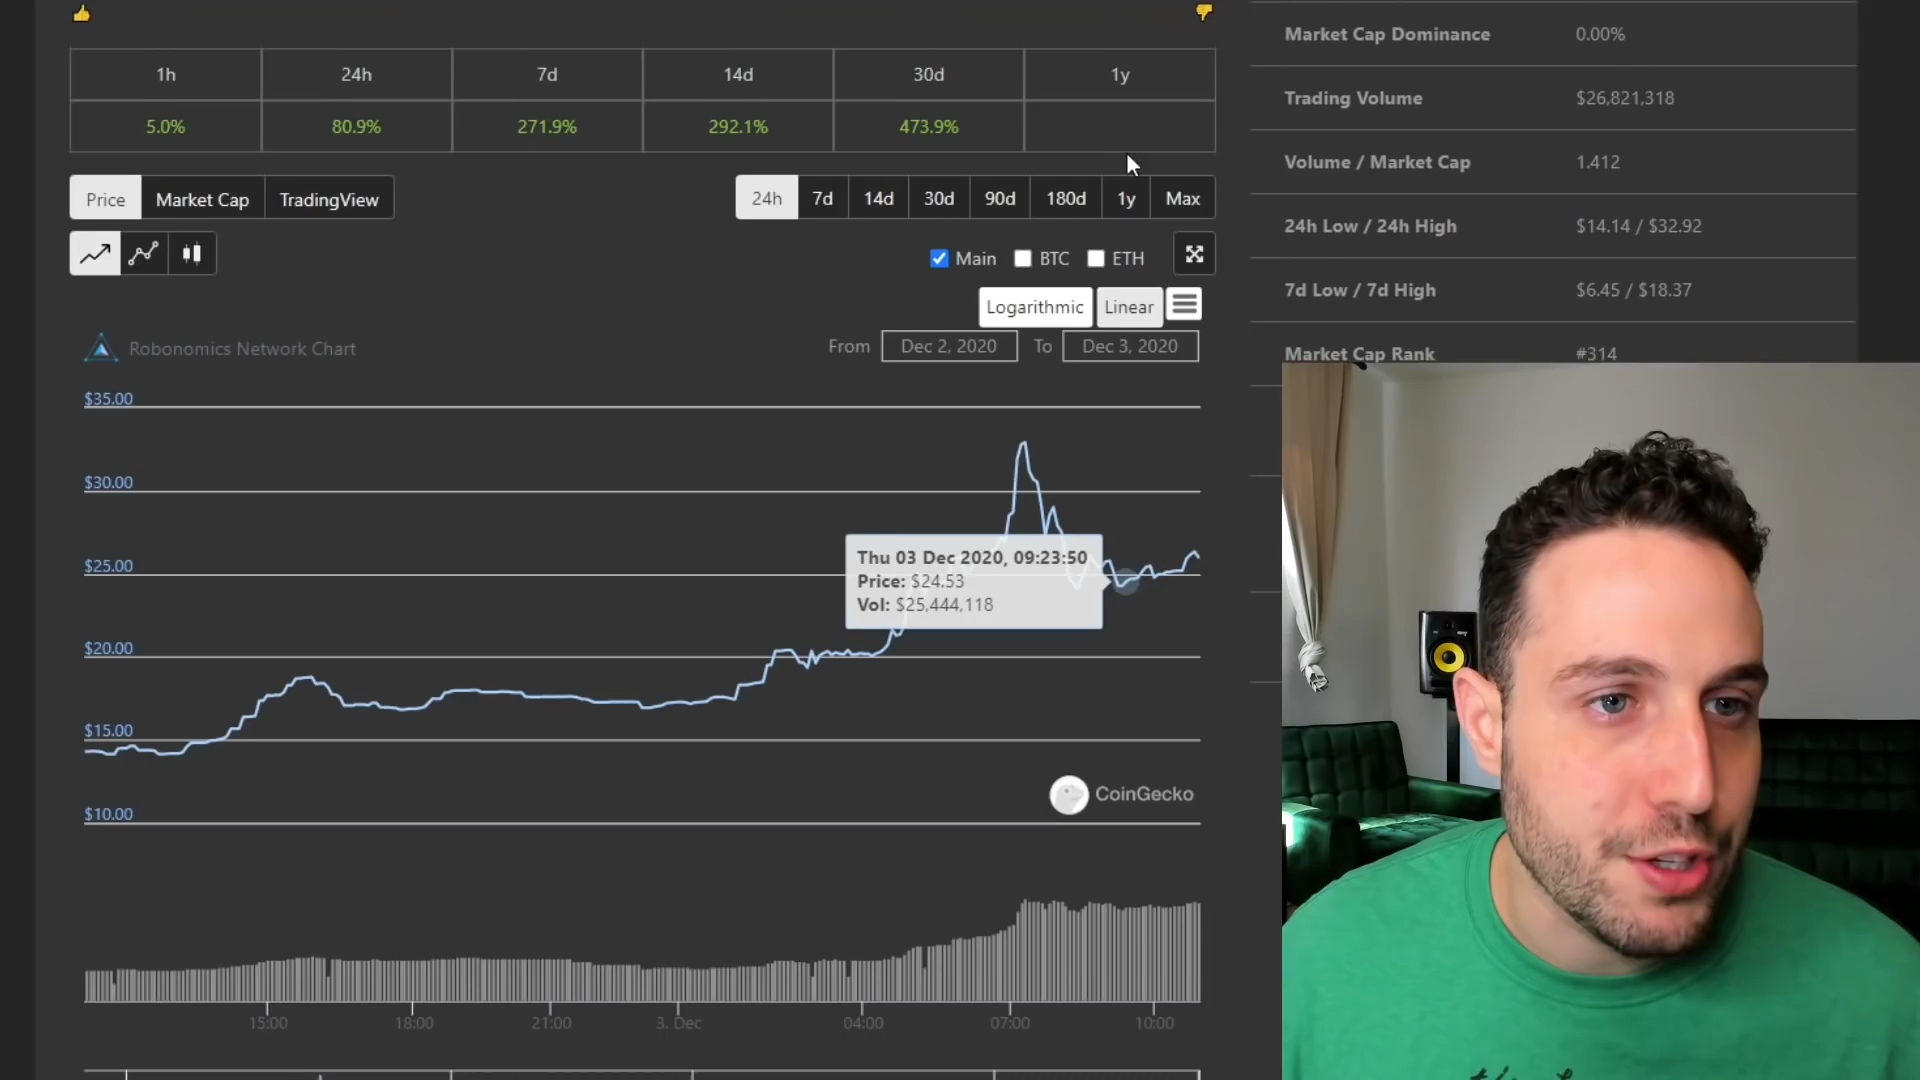 1h 24h 7d 14d 30d 1y
5.0% 80.9% 271.9% 292.1% 473.9%
Price Market Cap TradingView
24h 7d 14d 30d 90d 180d 1y Max
Main BTC ETH
Logarithmic Linear
Robonomics Network Chart
From Dec 2, 2020 To Dec 3, 2020
$35.00
$30.00
$25.00
$20.00
$15.00
$10.00
Thu 03 Dec 2020, 09:23:50
Price: $24.53
Vol: $25,444,118
CoinGecko
15:00 18:00 21:00 3. Dec 04:00 07:00 10:00
Market Cap Dominance 0.00%
Trading Volume $26,821,318
Volume / Market Cap 1.412
24h Low / 24h High $14.14 / $32.92
7d Low / 7d High $6.45 / $18.37
Market Cap Rank #314